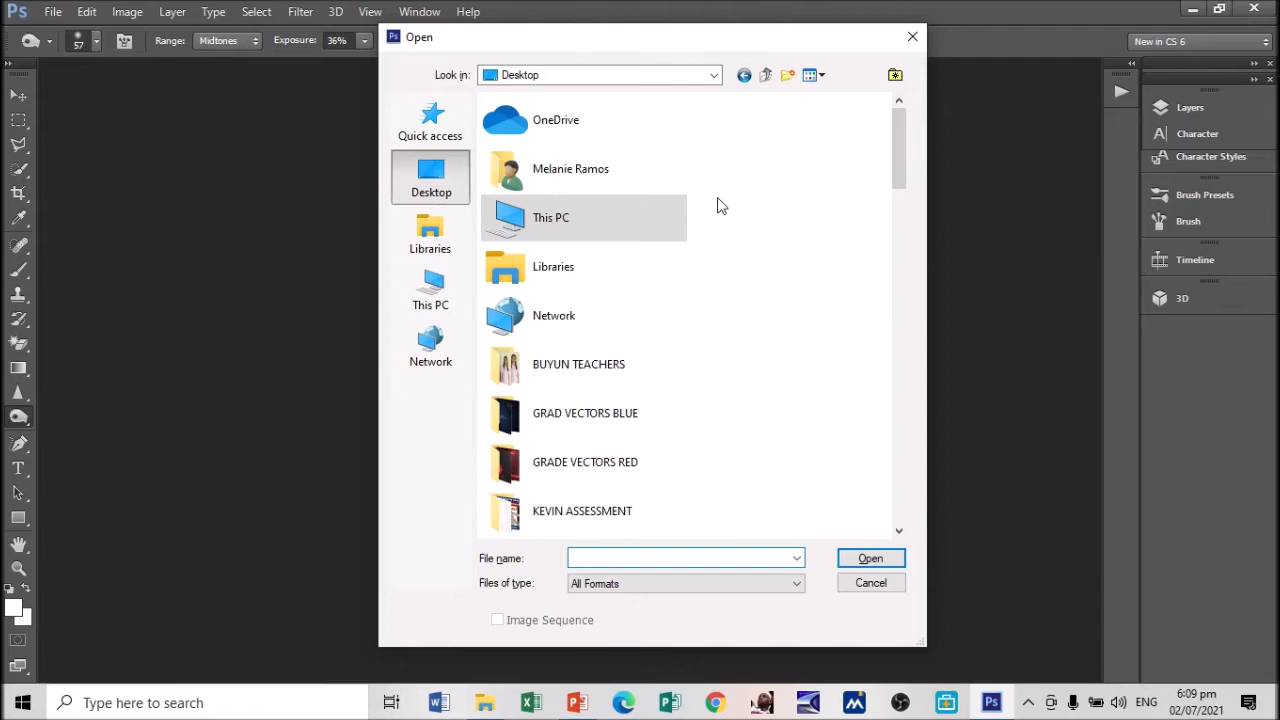 Ps File Edit Image Layer Type Select Filter 3D View Window Help
57 Range: Midtones Exposure: 36% New in CS 6
Ps Open
Look in: Desktop
Quick access
Desktop
Libraries
This PC
Network
OneDrive
Melanie Ramos
This PC
Libraries
Network
BUYUN TEACHERS
GRAD VECTORS BLUE
GRADE VECTORS RED
KEVIN ASSESSMENT
File name: Open
Files of type: All Formats Cancel
Image Sequence
Layers
Character
Character Styles
Brush Presets
Brush
Timeline
3D
Type here to search
6:09 pm
02/07/2021